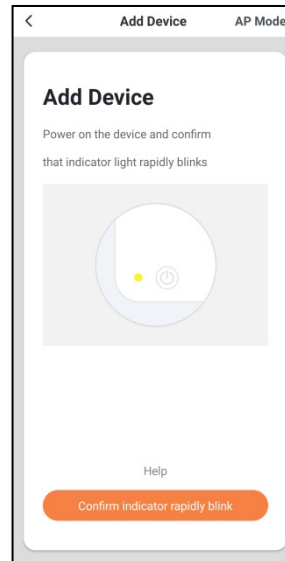 Add Device AP Mode
Add Device
Power on the device and confirm
that indicator light rapidly blinks
Help
Confirm indicator rapidly blink